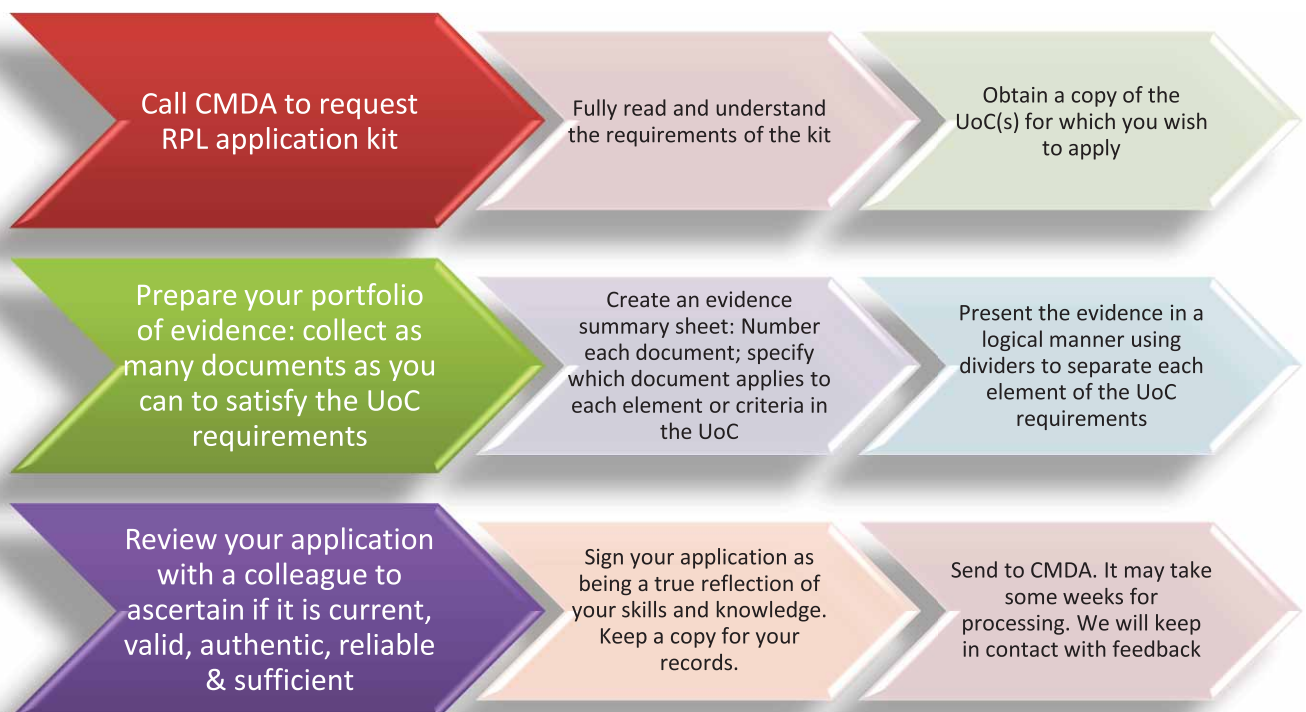 Call CMDA to request
RPL application kit
Fully read and understand
the requirements of the kit
Obtain a copy of the
UoC(s) for which you wish
to apply
Prepare your portfolio
of evidence: collect as
many documents as you
can to satisfy the UoC
requirements
Create an evidence
summary sheet: Number
each document; specify
which document applies to
each element or criteria in
the UoC
Present the evidence in a
logical manner using
dividers to separate each
element of the UoC
requirements
Review your application
with a colleague to
ascertain if it is current,
valid, authentic, reliable
& sufficient
Sign your application as
being a true reflection of
your skills and knowledge.
Keep a copy for your
records.
Send to CMDA. It may take
some weeks for
processing. We will keep
in contact with feedback